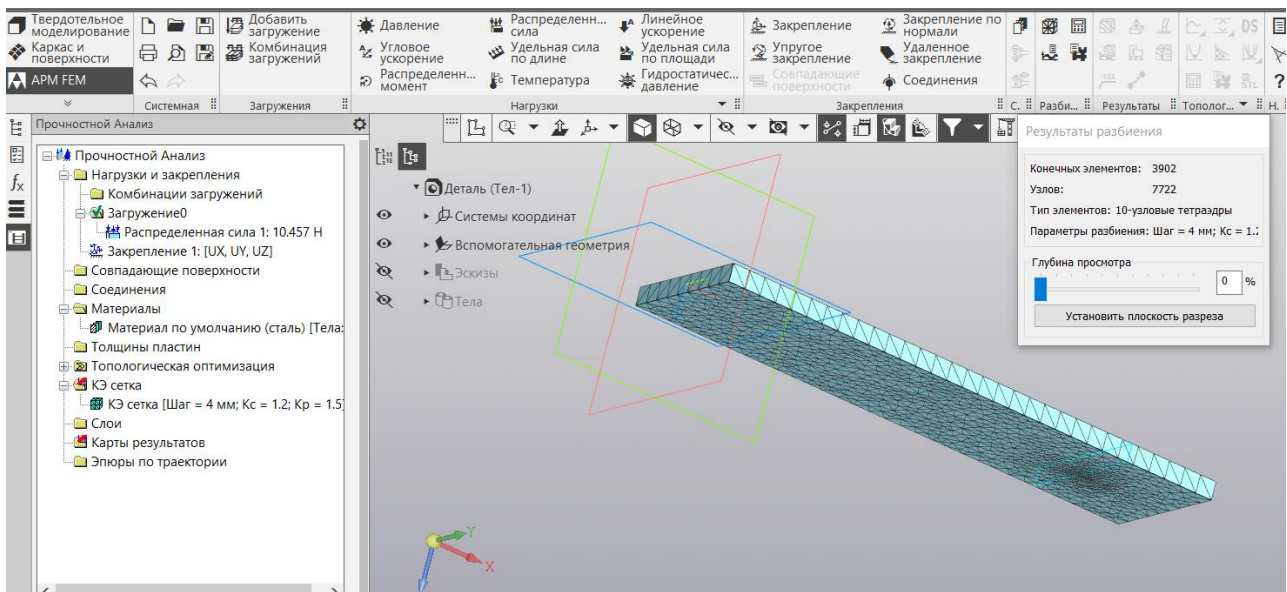 Твердотельное моделирование
Каркас и поверхности
APM FEM
Системная
Добавить загружение
Комбинация загружений
Загружения
Давление
Угловое ускорение
Распределенн... момент
Распределенн... сила
Удельная сила по длине
Температура
Линейное ускорение
Удельная сила по площади
Гидростатичес... давление
Нагрузки
Закрепление
Упругое закрепление
Совпадающие поверхности
Закрепление по нормали
Удаленное закрепление
Соединения
Закрепления
С.
Разби...
Результаты
Тополог...
Н.
DS
?
Прочностной Анализ
Прочностной Анализ
Нагрузки и закрепления
Комбинации загружений
Загружение0
Распределенная сила 1: 10.457 Н
Закрепление 1: [UX, UY, UZ]
Совпадающие поверхности
Соединения
Материалы
Материал по умолчанию (сталь) [Тела:
Толщины пластин
Топологическая оптимизация
КЭ сетка
КЭ сетка [Шаг = 4 мм; Кс = 1.2; Кр = 1.5]
Слои
Карты результатов
Эпюры по траектории
fx
Деталь (Тел-1)
Системы координат
Вспомогательная геометрия
Эскизы
Тела
Y
X
Результаты разбиения
Конечных элементов: 3902
Узлов: 7722
Тип элементов: 10-узловые тетраэдры
Параметры разбиения: Шаг = 4 мм; Кс = 1.2
Глубина просмотра
0 %
Установить плоскость разреза